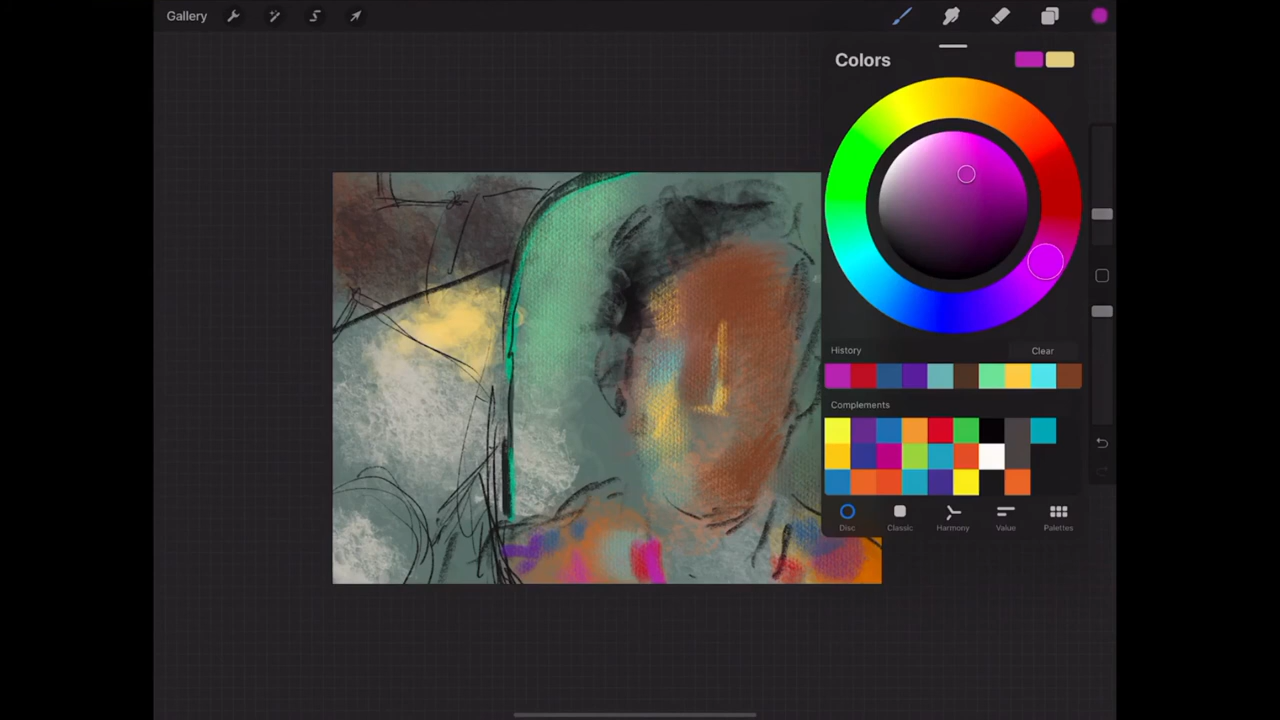 Gallery
Colors
History
Clear
Complements
Disc
Classic
Harmony
Value
Palettes